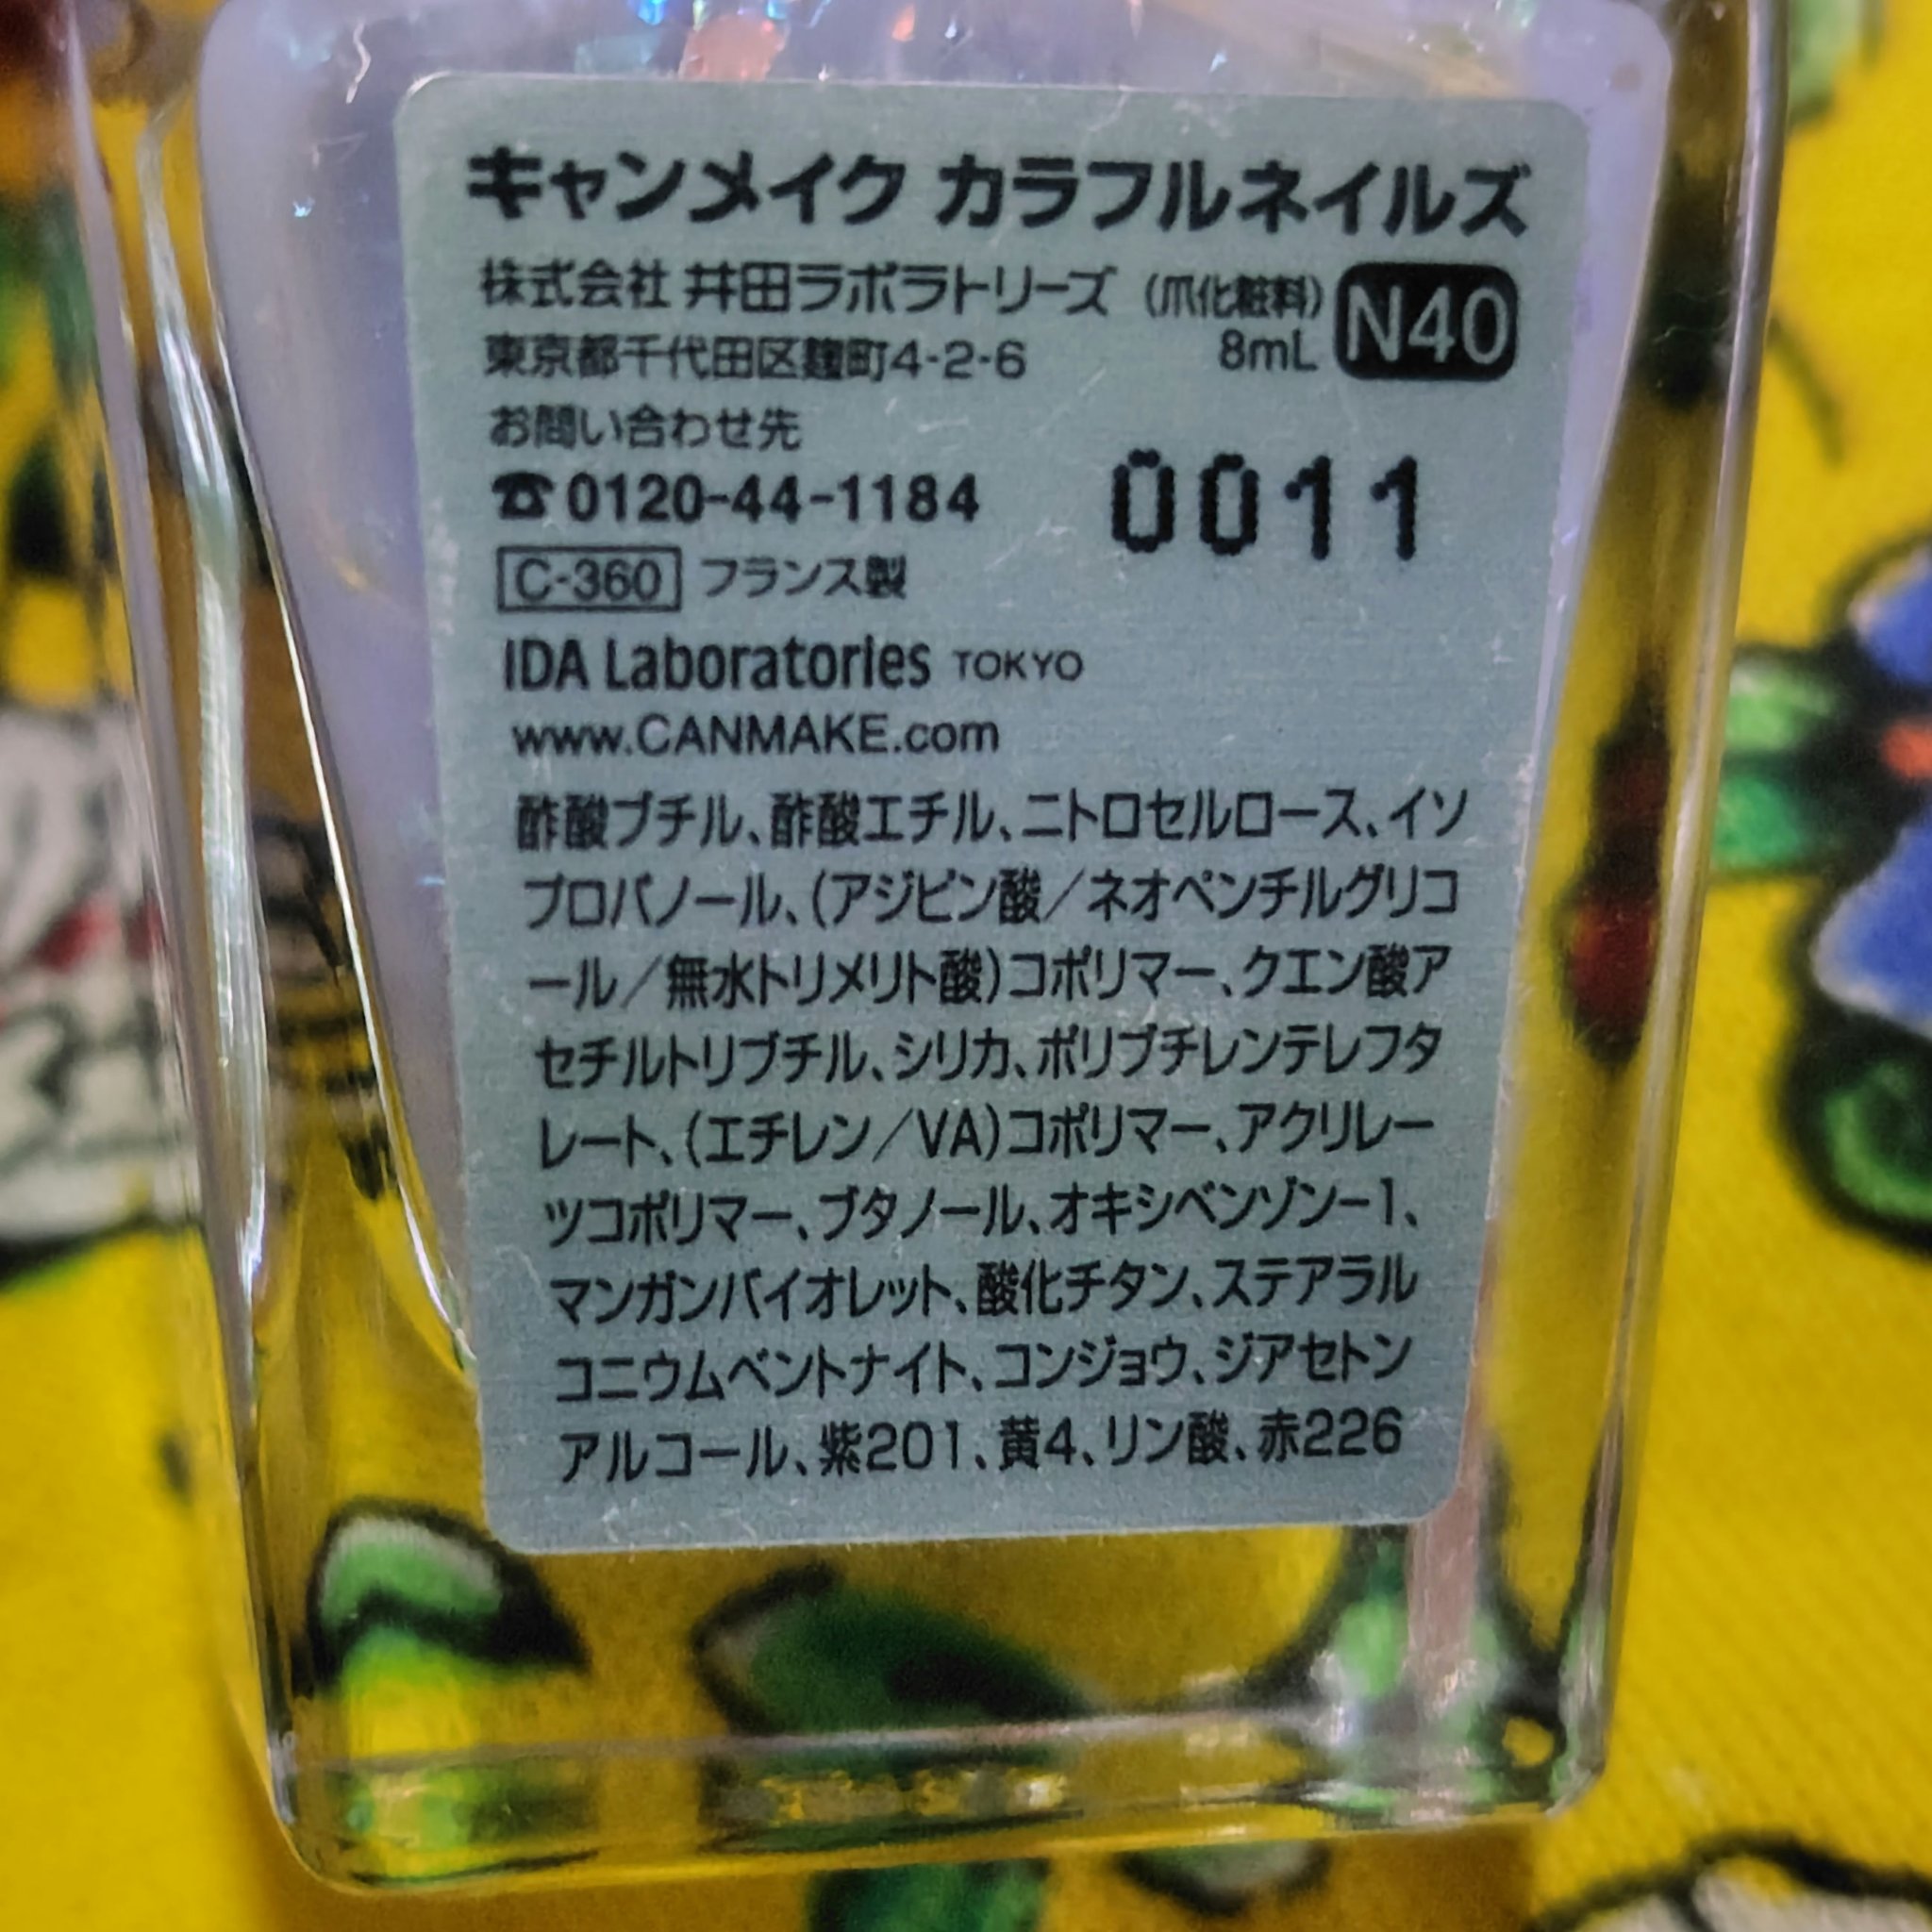 キャンメイク カラフルネイルズ
株式会社 井田ラボラトリーズ (爪化粧料) N40
東京都千代田区麹町4-2-6 8mL
お問い合わせ先
☎0120-44-1184 0011
C-360 フランス製
IDA Laboratories TOKYO
www.CANMAKE.com
酢酸ブチル、酢酸エチル、ニトロセルロース、イソ
プロパノール、(アジピン酸/ネオペンチルグリコ
ール/無水トリメリト酸)コポリマー、クエン酸ア
セチルトリブチル、シリカ、ポリブチレンテレフタ
レート、(エチレン/VA)コポリマー、アクリレー
ツコポリマー、ブタノール、オキシベンゾン-1、
マンガンバイオレット、酸化チタン、ステアラル
コニウムベントナイト、コンジョウ、ジアセトン
アルコール、紫201、黄4、リン酸、赤226